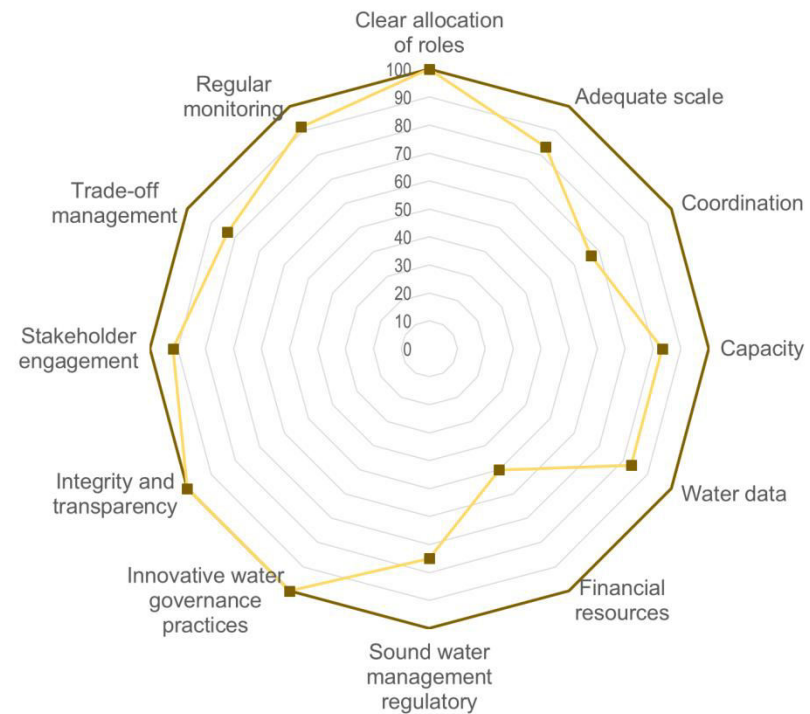 Clear allocation
of roles
Adequate scale
Coordination
Capacity
Water data
Financial
resources
Sound water
management
regulatory
Innovative water
governance
practices
Integrity and
transparency
Stakeholder
engagement
Trade-off
management
Regular
monitoring
100
90
80
70
60
50
40
30
20
10
0